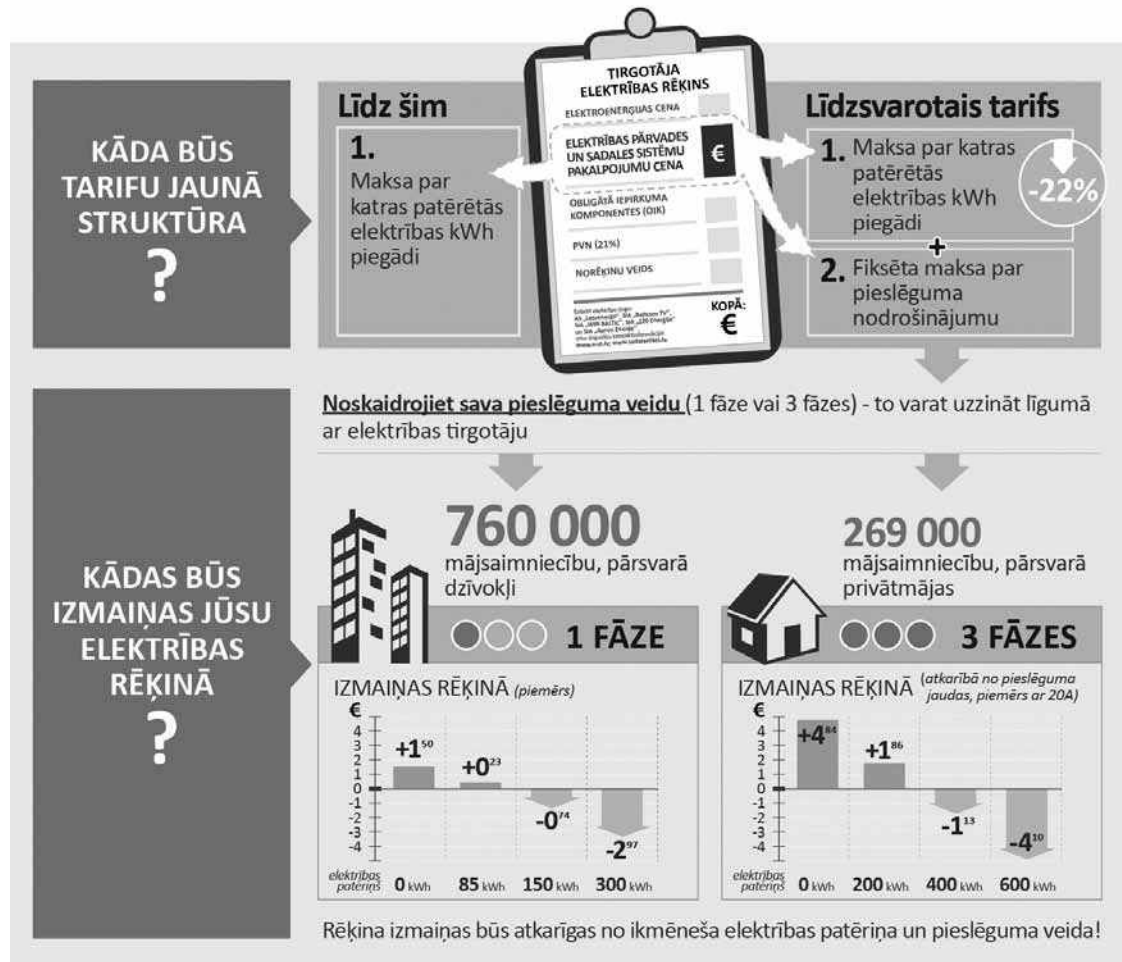 KĀDA BŪS
TARIFU JAUNĀ
STRUKTŪRA
?
Līdz šim
1.
Maksa par
katras patērētās
elektrības kWh
piegādi
TIRGOTĀJA
ELEKTRĪBAS RĒĶINS
ELEKTROENERĢIJAS CENA
ELEKTRĪBAS PĀRVADES
UN SADALES SISTĒMU
PAKALPOJUMU CENA
€
OBLIGĀTĀ IEPIRKUMA
KOMPONENTES (OIK)
PVN (21%)
NORĒĶINU VEIDS
KOPĀ:
€
Līdzsvarotais tarifs
1. Maksa par katras
patērētās
elektrības kWh
piegādi
-22%
+
2. Fiksēta maksa par
pieslēguma
nodrošinājumu
KĀDAS BŪS
IZMAIŅAS JŪSU
ELEKTRĪBAS
RĒĶINĀ
?
Noskaidrojiet sava pieslēguma veidu (1 fāze vai 3 fāzes) - to varat uzzināt līgumā
ar elektrības tirgotāju
760 000
mājsaimniecību, pārsvarā
dzīvokļi
1 FĀZE
IZMAIŅAS RĒĶINĀ (piemērs)
€
4
3
2
1
0
-1
-2
-3
-4
+1⁵⁰
+0²³
-0⁷⁴
-2⁹⁷
elektrības
patēriņš
0 kWh 85 kWh 150 kWh 300 kWh
269 000
mājsaimniecību, pārsvarā
privātmājas
3 FĀZES
IZMAIŅAS RĒĶINĀ (atkarībā no pieslēguma
jaudas, piemērs ar 20A)
€
4
3
2
1
0
-1
-2
-3
-4
+4⁸⁴
+1⁸⁶
-1¹³
-4¹⁰
elektrības
patēriņš
0 kWh 200 kWh 400 kWh 600 kWh
Rēķina izmaiņas būs atkarīgas no ikmēneša elektrības patēriņa un pieslēguma veida!